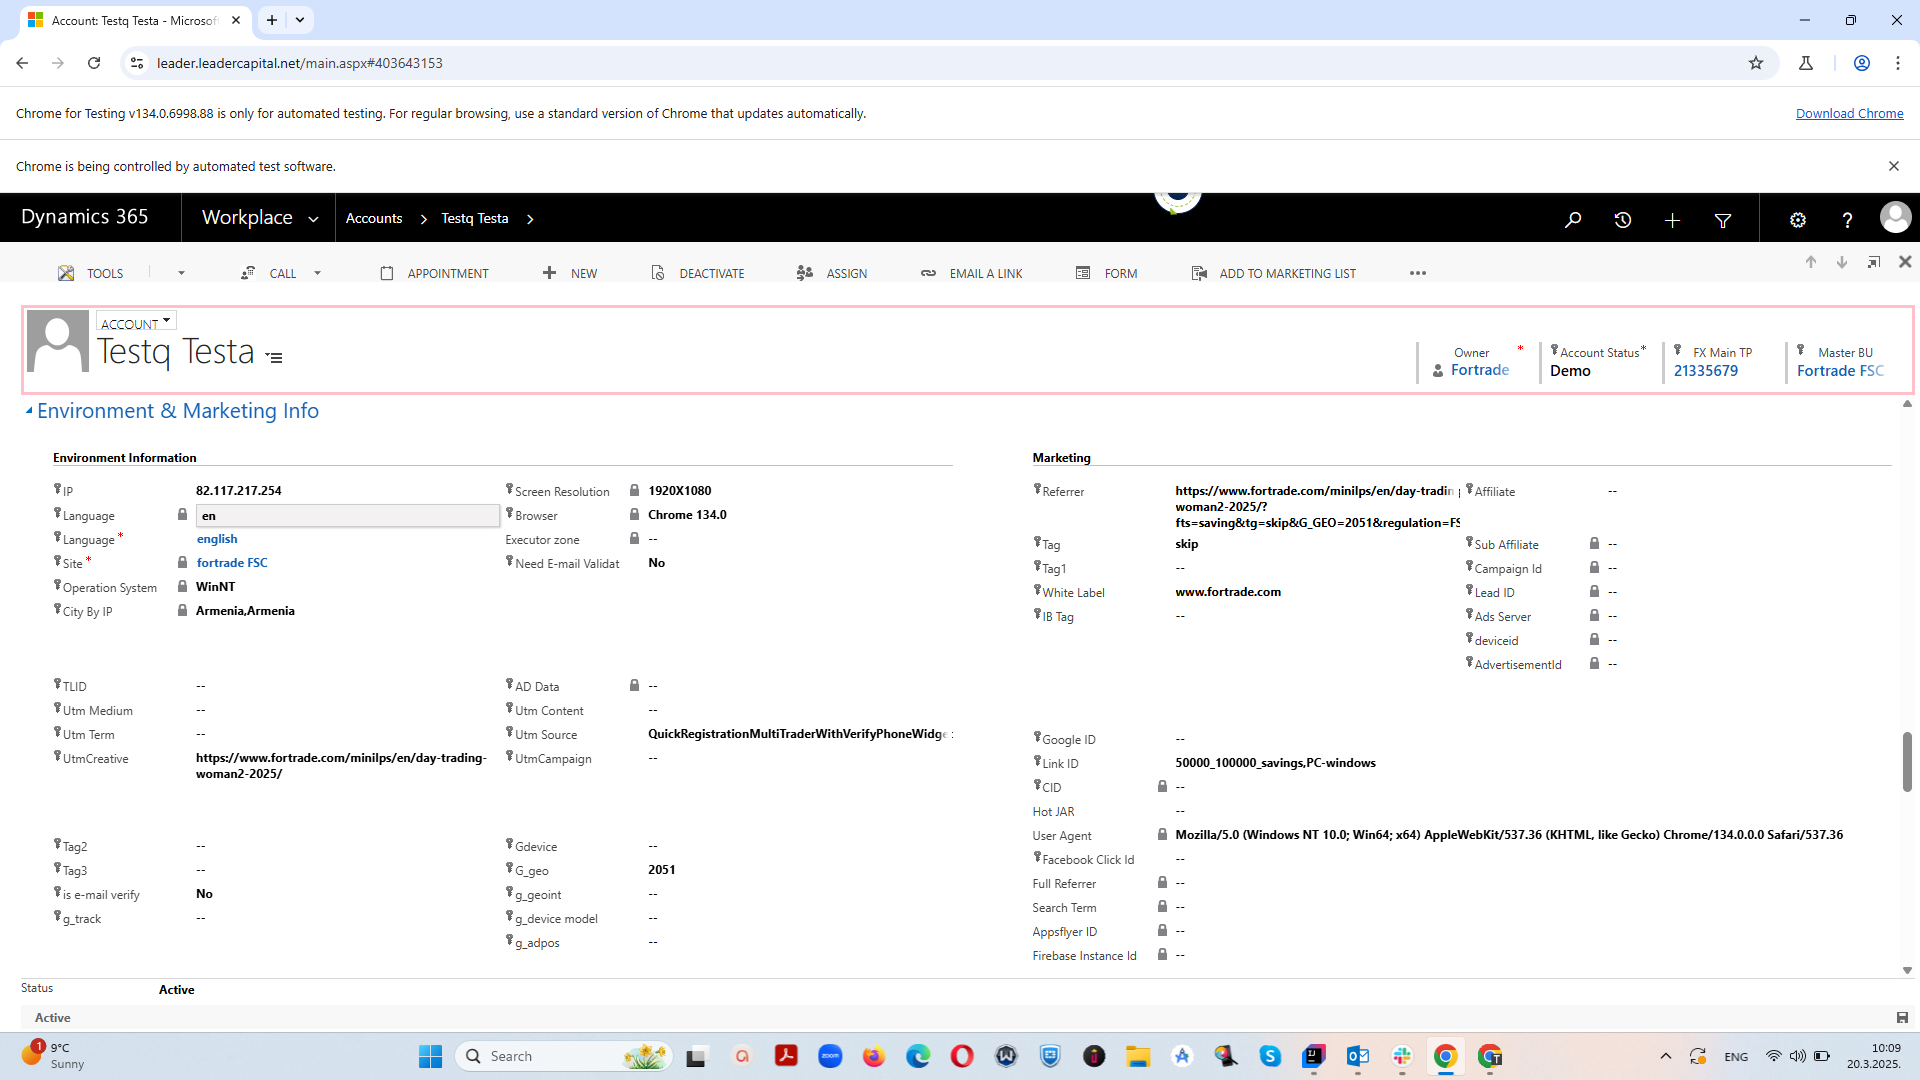 Account: Testq Testa - Microsof
leader.leadercapital.net/main.aspx#403643153
Chrome for Testing v134.0.6998.88 is only for automated testing. For regular browsing, use a standard version of Chrome that updates automatically.
Download Chrome
Chrome is being controlled by automated test software.
Dynamics 365
Workplace
Accounts
Testq Testa
TOOLS
CALL
APPOINTMENT
NEW
DEACTIVATE
ASSIGN
EMAIL A LINK
FORM
ADD TO MARKETING LIST
ACCOUNT
Testq Testa
Owner *
Fortrade
Account Status *
Demo
FX Main TP
21335679
Master BU
Fortrade FSC
Environment & Marketing Info
Environment Information
IP 82.117.217.254
Language en
Language * english
Site * fortrade FSC
Operation System WinNT
City By IP Armenia,Armenia
Screen Resolution 1920X1080
Browser Chrome 134.0
Executor zone --
Need E-mail Validat No
TLID --
Utm Medium --
Utm Term --
UtmCreative https://www.fortrade.com/minilps/en/day-trading-
woman2-2025/
AD Data --
Utm Content --
Utm Source QuickRegistrationMultiTraderWithVerifyPhoneWidge
UtmCampaign --
Tag2 --
Tag3 --
is e-mail verify No
g_track --
Gdevice --
G_geo 2051
g_geoint --
g_device model --
g_adpos --
Marketing
Referrer https://www.fortrade.com/minilps/en/day-tradin
woman2-2025/?
fts=saving&tg=skip&G_GEO=2051&regulation=FS
Tag skip
Tag1 --
White Label www.fortrade.com
IB Tag --
Affiliate --
Sub Affiliate --
Campaign Id --
Lead ID --
Ads Server --
deviceid --
AdvertisementId --
Google ID --
Link ID 50000_100000_savings,PC-windows
CID --
Hot JAR --
User Agent Mozilla/5.0 (Windows NT 10.0; Win64; x64) AppleWebKit/537.36 (KHTML, like Gecko) Chrome/134.0.0.0 Safari/537.36
Facebook Click Id --
Full Referrer --
Search Term --
Appsflyer ID --
Firebase Instance Id --
Status Active
Active
1
9°C
Sunny
Search
zoom
ENG
10:09
20.3.2025.